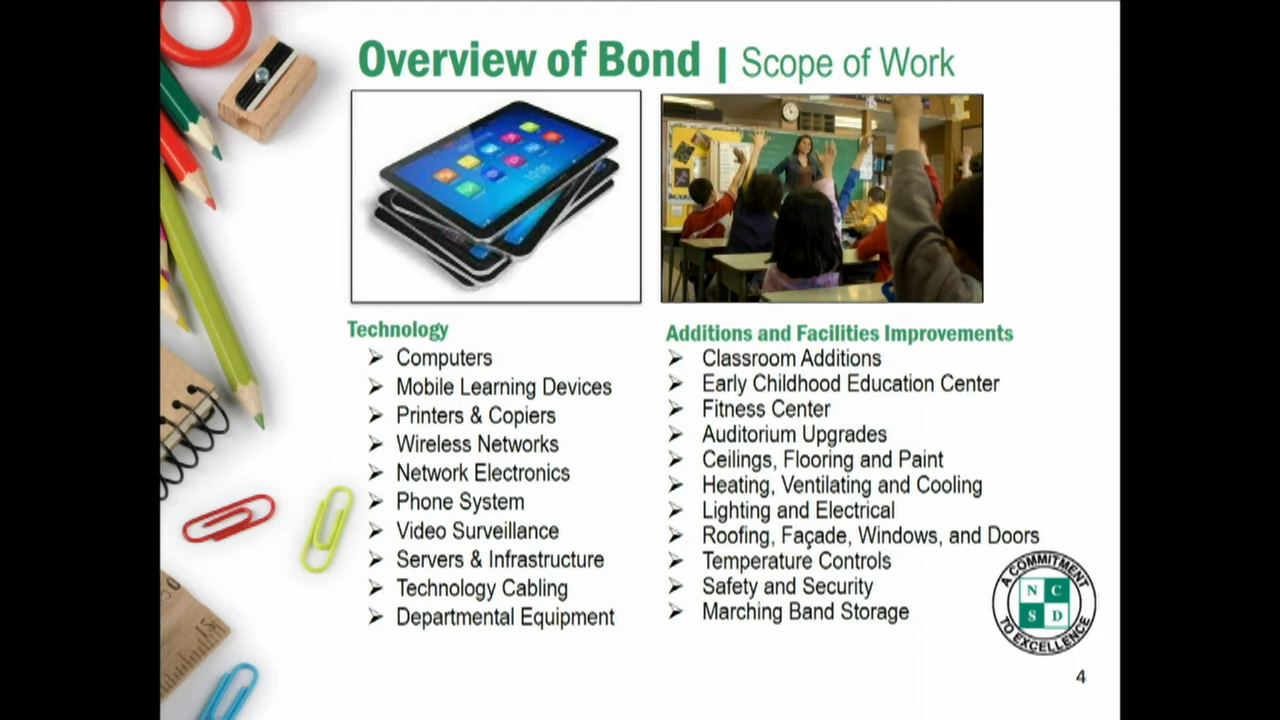 Overview of Bond | Scope of Work
Technology
➢ Computers
➢ Mobile Learning Devices
➢ Printers & Copiers
➢ Wireless Networks
➢ Network Electronics
➢ Phone System
➢ Video Surveillance
➢ Servers & Infrastructure
➢ Technology Cabling
➢ Departmental Equipment
Additions and Facilities Improvements
➢ Classroom Additions
➢ Early Childhood Education Center
➢ Fitness Center
➢ Auditorium Upgrades
➢ Ceilings, Flooring and Paint
➢ Heating, Ventilating and Cooling
➢ Lighting and Electrical
➢ Roofing, Façade, Windows, and Doors
➢ Temperature Controls
➢ Safety and Security
➢ Marching Band Storage
A COMMITMENT
N C
S D
TO EXCELLENCE
4
15